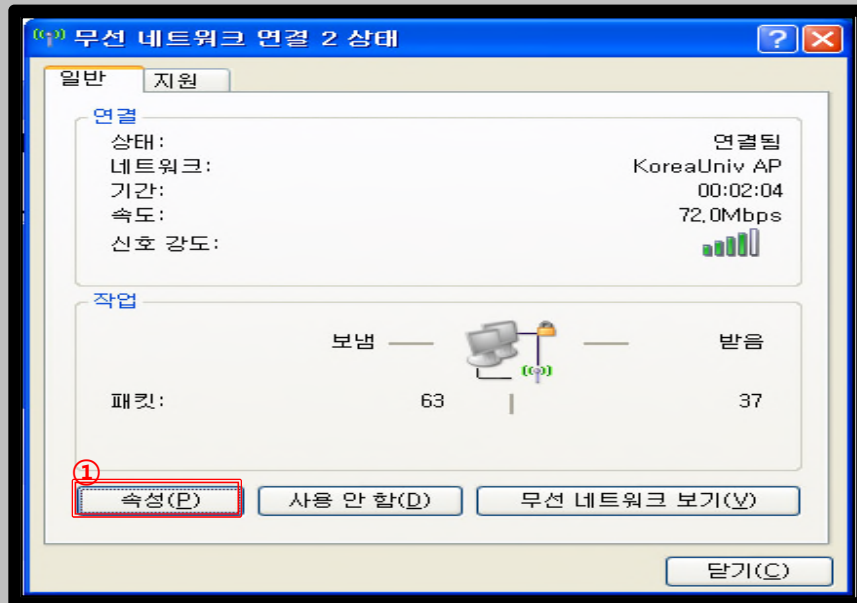 무선 네트워크 연결 2 상태
일반 지원
연결
상태: 연결됨
네트워크: KoreaUniv AP
기간: 00:02:04
속도: 72.0Mbps
신호 강도:
작업
보냄 받음
패킷: 63 37
①
속성(P) 사용 안 함(D) 무선 네트워크 보기(V)
닫기(C)